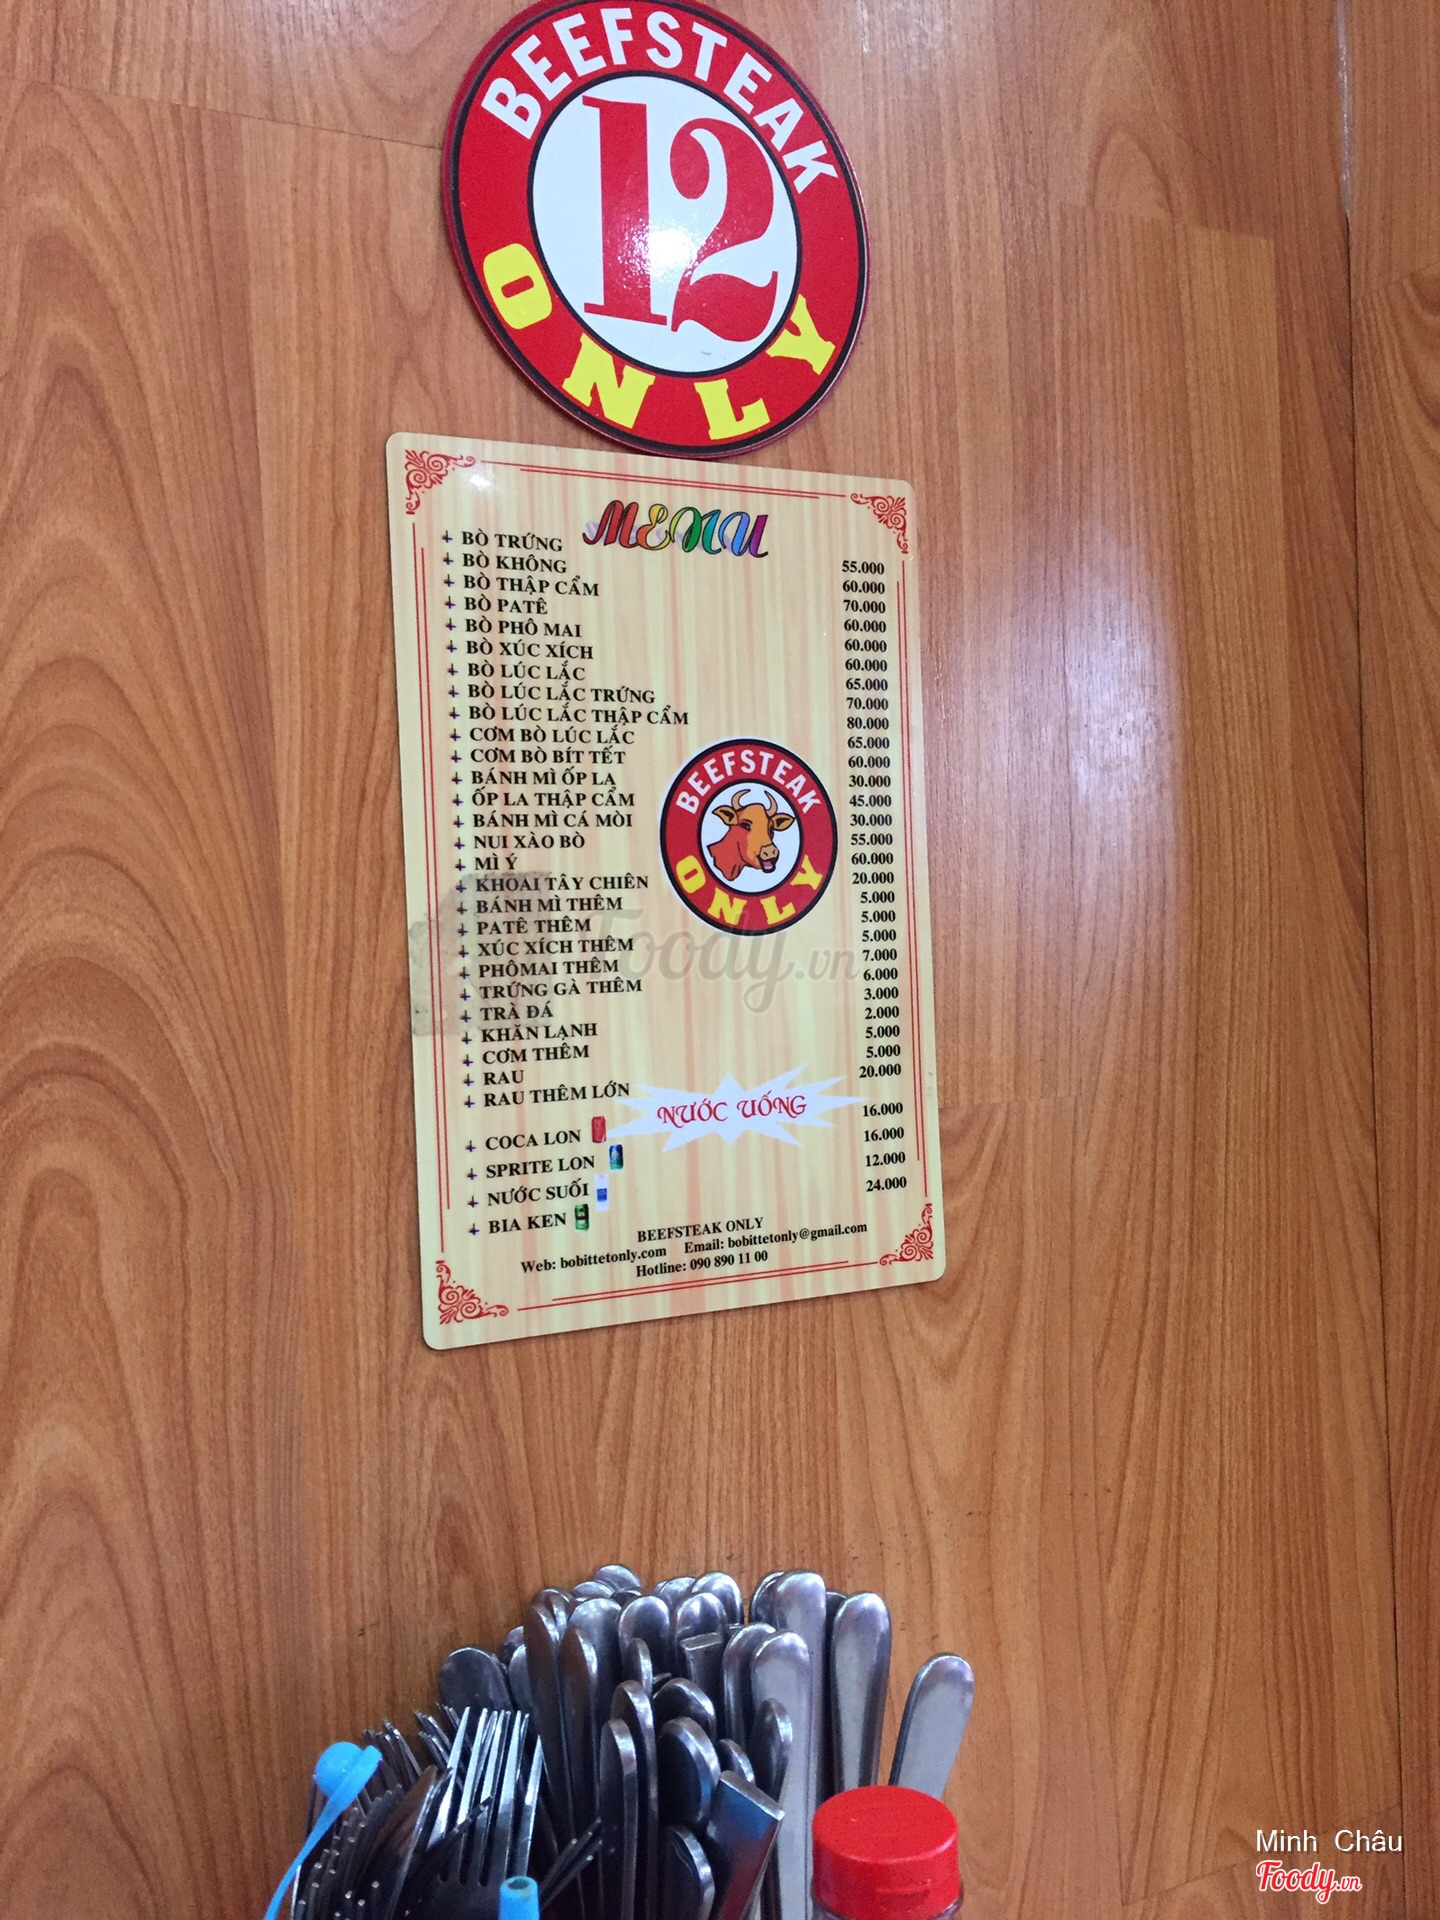 BEEFSTEAK
12
ONLY
MENU
+ BÒ TRỨNG 55.000
+ BÒ KHÔNG 60.000
+ BÒ THẬP CẨM 70.000
+ BÒ PATÊ 60.000
+ BÒ PHÔ MAI 60.000
+ BÒ XÚC XÍCH 60.000
+ BÒ LÚC LẮC 65.000
+ BÒ LÚC LẮC TRỨNG 70.000
+ BÒ LÚC LẮC THẬP CẨM 80.000
+ CƠM BÒ LÚC LẮC 65.000
+ CƠM BÒ BÍT TẾT 60.000
+ BÁNH MÌ ỐP LA 30.000
+ ỐP LA THẬP CẨM 45.000
+ BÁNH MÌ CÁ MÒI 30.000
+ NUI XÀO BÒ 55.000
+ MÌ Ý 60.000
+ KHOAI TÂY CHIÊN 20.000
+ BÁNH MÌ THÊM 5.000
+ PATÊ THÊM 5.000
+ XÚC XÍCH THÊM 5.000
+ PHÔMAI THÊM 7.000
+ TRỨNG GÀ THÊM 6.000
+ TRÀ ĐÁ 3.000
+ KHĂN LẠNH 2.000
+ CƠM THÊM 5.000
+ RAU 5.000
+ RAU THÊM LỚN 20.000
BEEFSTEAK
ONLY
Foody.vn
NƯỚC UỐNG
+ COCA LON 16.000
+ SPRITE LON 16.000
+ NƯỚC SUỐI 12.000
+ BIA KEN 24.000
BEEFSTEAK ONLY
Web: bobittetonly.com Email: bobittetonly@gmail.com
Hotline: 090 890 11 00
Minh Châu
Foody.vn